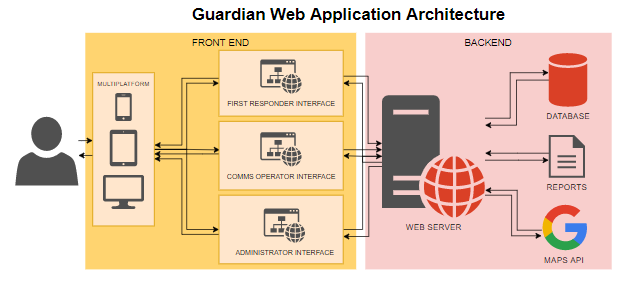 Guardian Web Application Architecture
FRONT END
BACKEND
MULTIPLATFORM
FIRST RESPONDER INTERFACE
COMMS OPERATOR INTERFACE
ADMINISTRATOR INTERFACE
WEB SERVER
DATABASE
REPORTS
MAPS API